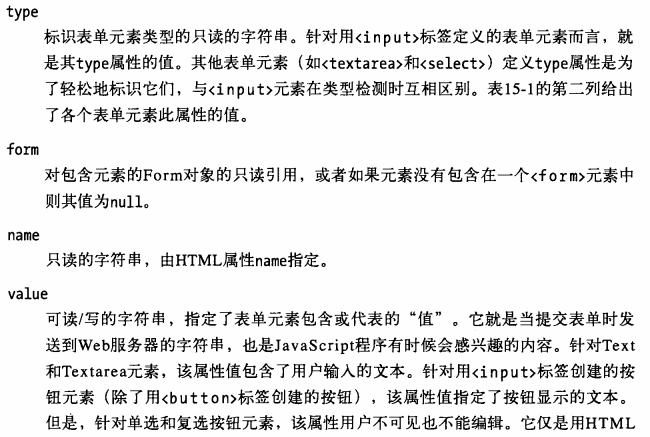 type
标识表单元素类型的只读的字符串。针对用<input>标签定义的表单元素而言，就
是其type属性的值。其他表单元素（如<textarea>和<select>）定义type属性是为
了轻松地标识它们，与<input>元素在类型检测时互相区别。表15-1的第二列给出
了各个表单元素此属性的值。
form
对包含元素的Form对象的只读引用，或者如果元素没有包含在一个<form>元素中
则其值为null。
name
只读的字符串，由HTML属性name指定。
value
可读/写的字符串，指定了表单元素包含或代表的“值”。它就是当提交表单时发
送到Web服务器的字符串，也是JavaScript程序有时候会感兴趣的内容。针对Text
和Textarea元素，该属性值包含了用户输入的文本。针对用<input>标签创建的按
钮元素（除了用<button>标签创建的按钮），该属性值指定了按钮显示的文本。
但是，针对单选和复选按钮元素，该属性用户不可见也不能编辑。它仅是用HTML